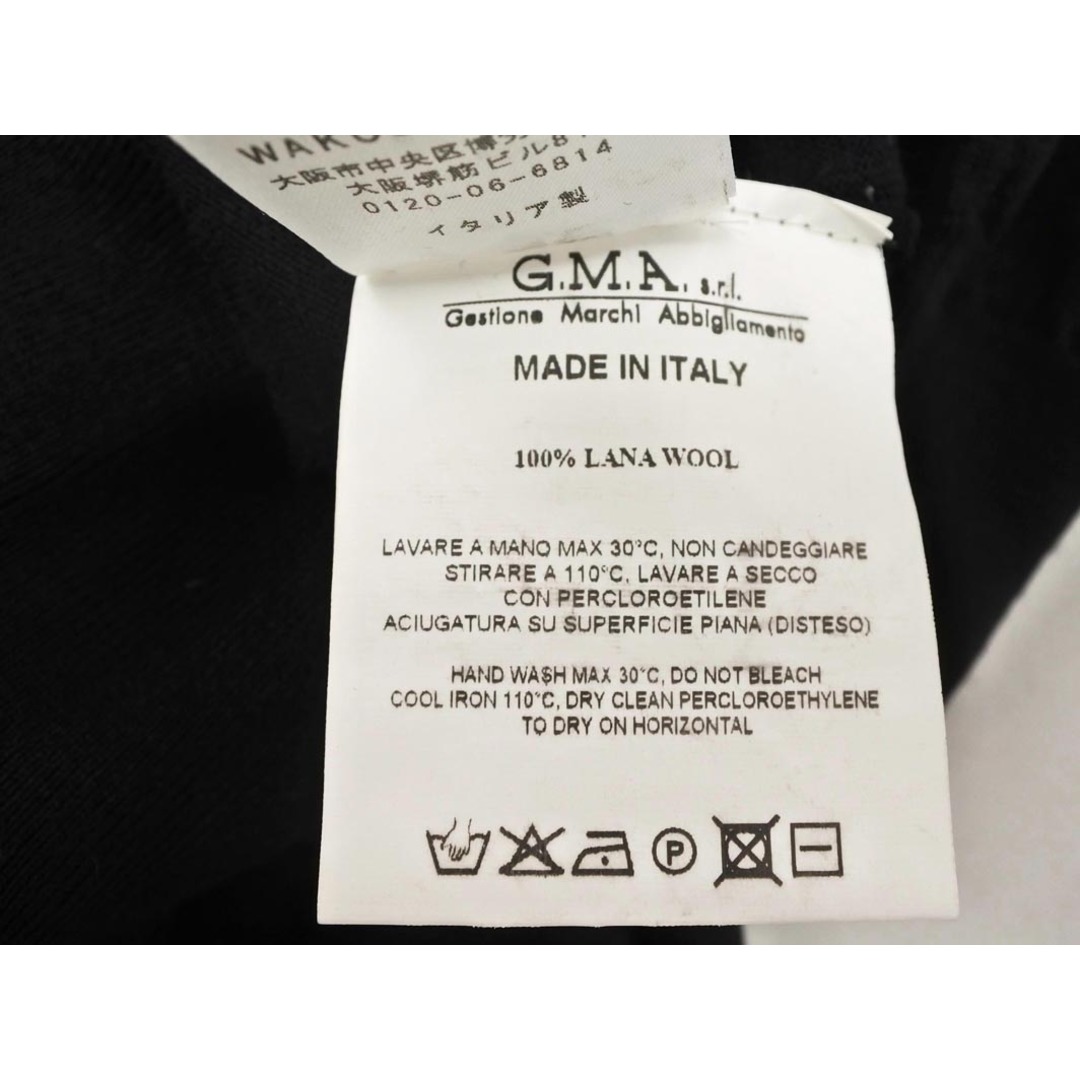 大阪市中央区博
大阪堺筋ビル8
0120-06-6814
イタリア製
G.M.A. s.r.l.
Gestione Marchi Abbigliamento
MADE IN ITALY
100% LANA WOOL
LAVARE A MANO MAX 30°C, NON CANDEGGIARE
STIRARE A 110°C, LAVARE A SECCO
CON PERCLOROETILENE
ACIUGATURA SU SUPERFICIE PIANA (DISTESO)
HAND WASH MAX 30°C, DO NOT BLEACH
COOL IRON 110°C, DRY CLEAN PERCLOROETHYLENE
TO DRY ON HORIZONTAL
P